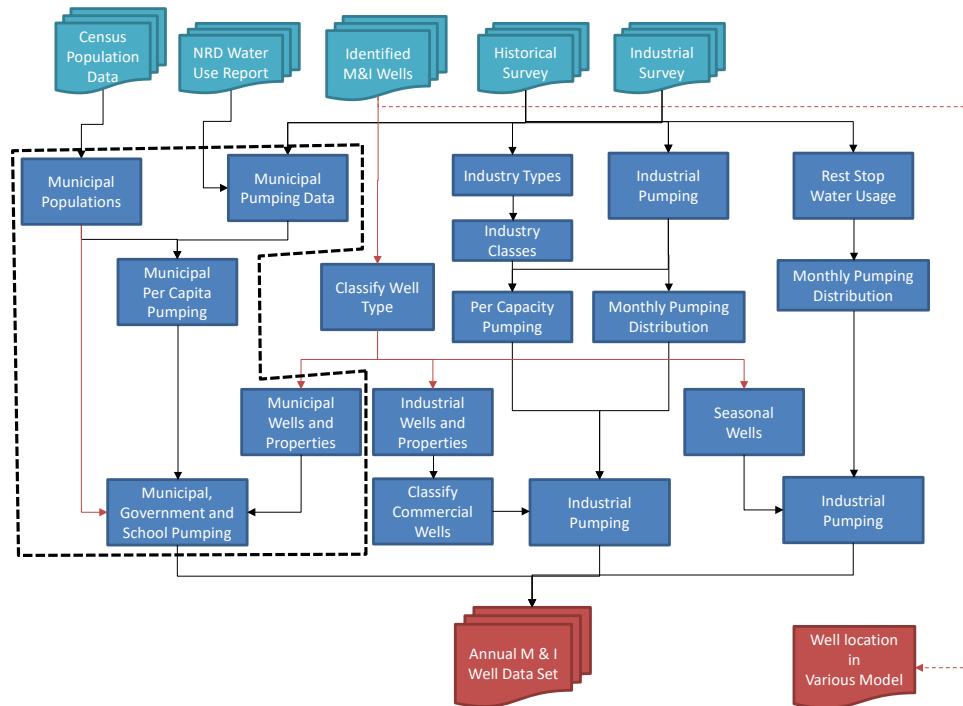 Census
Population
Data
NRD Water
Use Report
Identified
M&I Wells
Historical
Survey
Industrial
Survey
Municipal
Populations
Municipal
Pumping Data
Industry Types
Industrial
Pumping
Rest Stop
Water Usage
Industry
Classes
Municipal
Per Capita
Pumping
Classify Well
Type
Per Capacity
Pumping
Monthly Pumping
Distribution
Monthly Pumping
Distribution
Municipal
Wells and
Properties
Industrial
Wells and
Properties
Seasonal
Wells
Municipal,
Government and
School Pumping
Classify
Commercial
Wells
Industrial
Pumping
Industrial
Pumping
Annual M & I
Well Data Set
Well location
in
Various Model